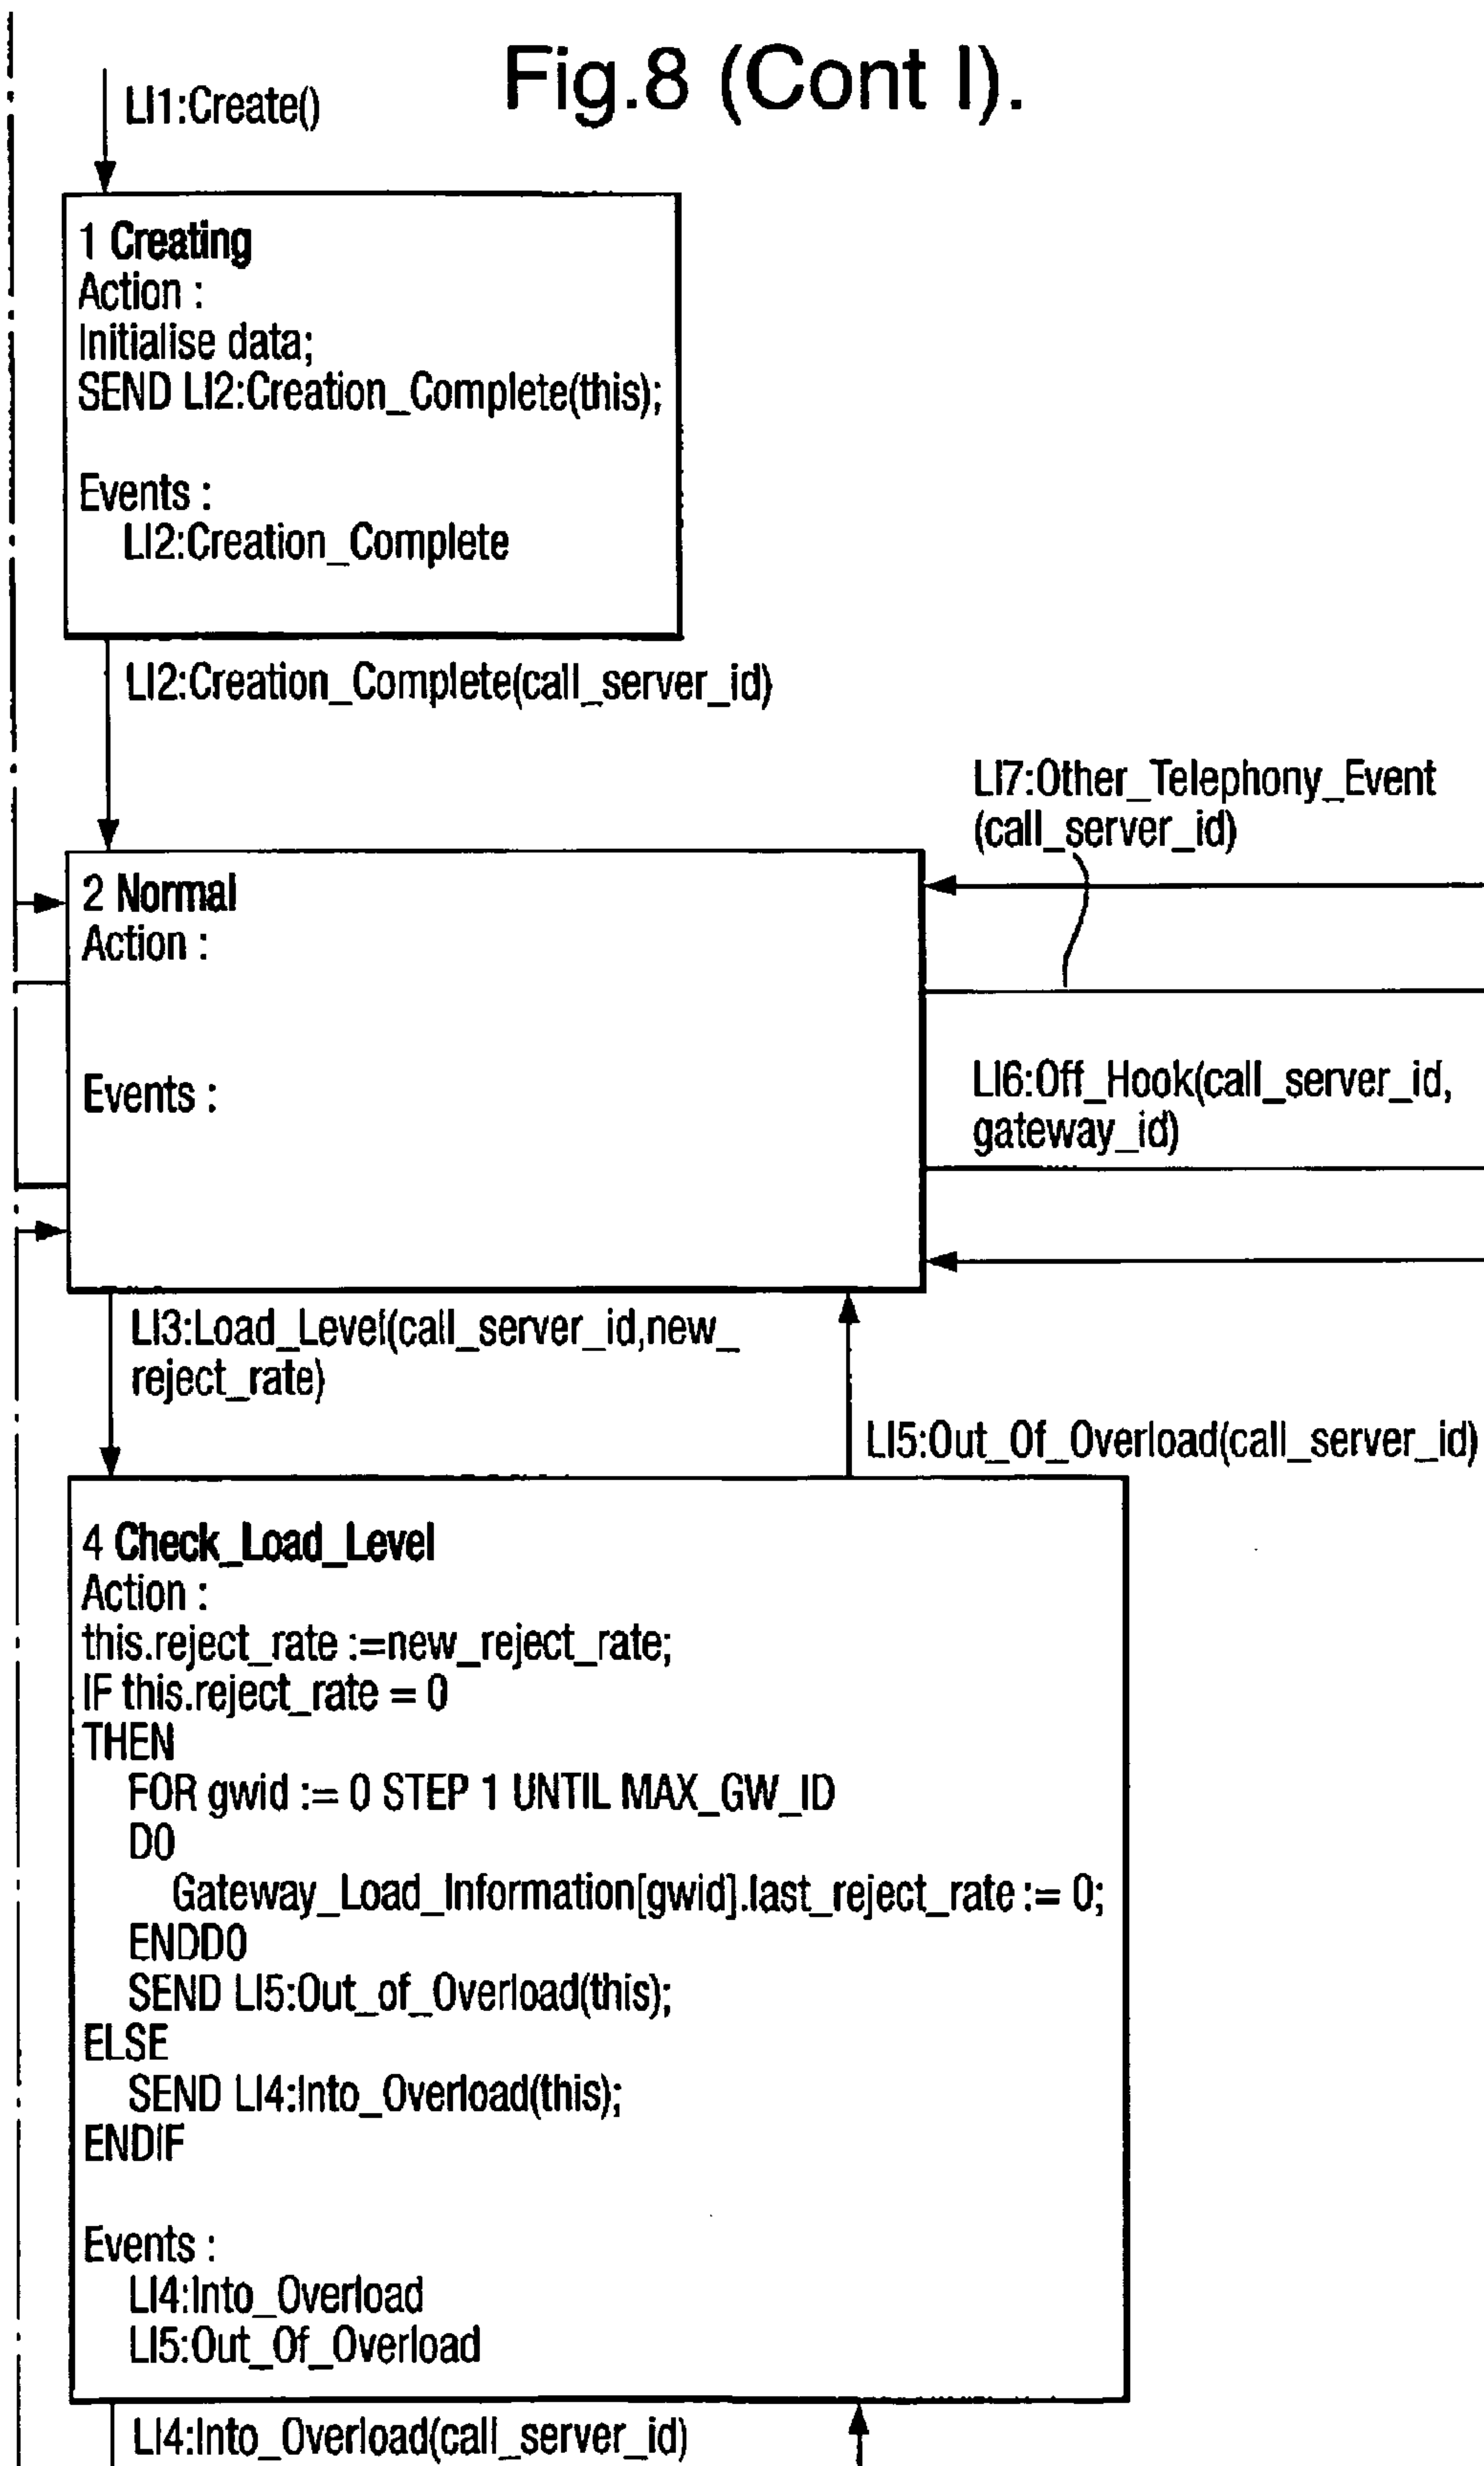 Fig.8 (Cont I).
LI1:Create()
1 Creating
Action :
Initialise data;
SEND LI2:Creation_Complete(this);
Events :
LI2:Creation_Complete
LI2:Creation_Complete(call_server_id)
LI7:Other_Telephony_Event
(call_server_id)
2 Normal
Action :
Events :
LI6:Off_Hook(call_server_id,
gateway_id)
LI3:Load_Level(call_server_id,new_
reject_rate)
LI5:Out_Of_Overload(call_server_id)
4 Check_Load_Level
Action :
this.reject_rate :=new_reject_rate;
IF this.reject_rate = 0
THEN
FOR gwid := 0 STEP 1 UNTIL MAX_GW_ID
DO
Gateway_Load_Information[gwid].last_reject_rate := 0;
ENDDO
SEND LI5:Out_of_Overload(this);
ELSE
SEND LI4:Into_Overload(this);
ENDIF
Events :
LI4:Into_Overload
LI5:Out_Of_Overload
LI4:Into_Overload(call_server_id)